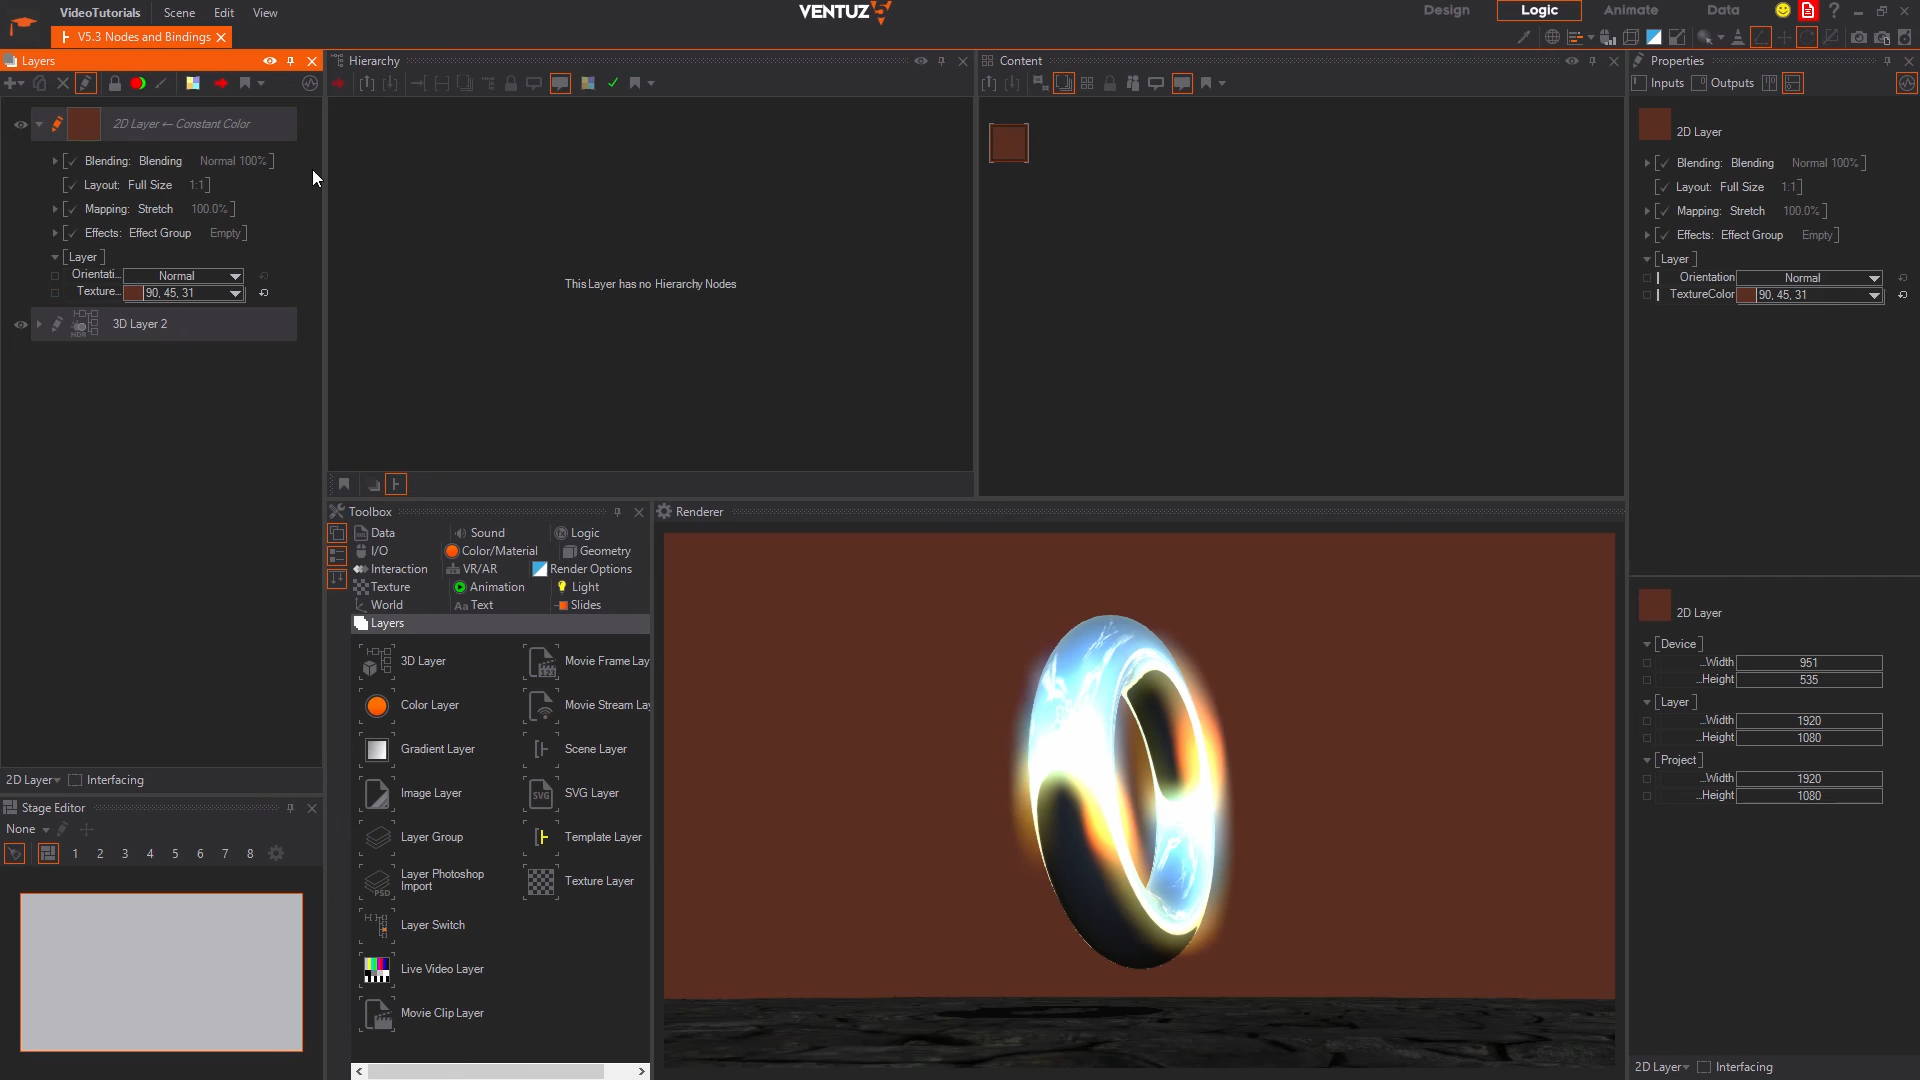 VideoTutorials Scene Edit View
VENTUZ 5
Design Logic Animate Data ?
V5.3 Nodes and Bindings
Layers
2D Layer ← Constant Color
Blending: Blending Normal 100%
Layout: Full Size 1:1
Mapping: Stretch 100.0%
Effects: Effect Group Empty
Layer
Orientati... Normal
Texture... 90, 45, 31
HDR
3D Layer 2
2D Layer Interfacing
Stage Editor
None
1 2 3 4 5 6 7 8
Hierarchy
This Layer has no Hierarchy Nodes
Content
Toolbox
Data Sound Logic
I/O Color/Material Geometry
Interaction VR/AR Render Options
Texture Animation Light
World Aa Text Slides
Layers
3D Layer
Movie Frame Lay
Color Layer
Movie Stream Lay
Gradient Layer
Scene Layer
Image Layer
SVG
SVG Layer
Layer Group
Template Layer
PSD
Layer Photoshop
Import
Texture Layer
Layer Switch
Live Video Layer
Movie Clip Layer
Renderer
Properties
Inputs Outputs
2D Layer
Blending: Blending Normal 100%
Layout: Full Size 1:1
Mapping: Stretch 100.0%
Effects: Effect Group Empty
Layer
Orientation Normal
TextureColor 90, 45, 31
2D Layer
Device
...Width 951
...Height 535
Layer
...Width 1920
...Height 1080
Project
...Width 1920
...Height 1080
2D Layer Interfacing